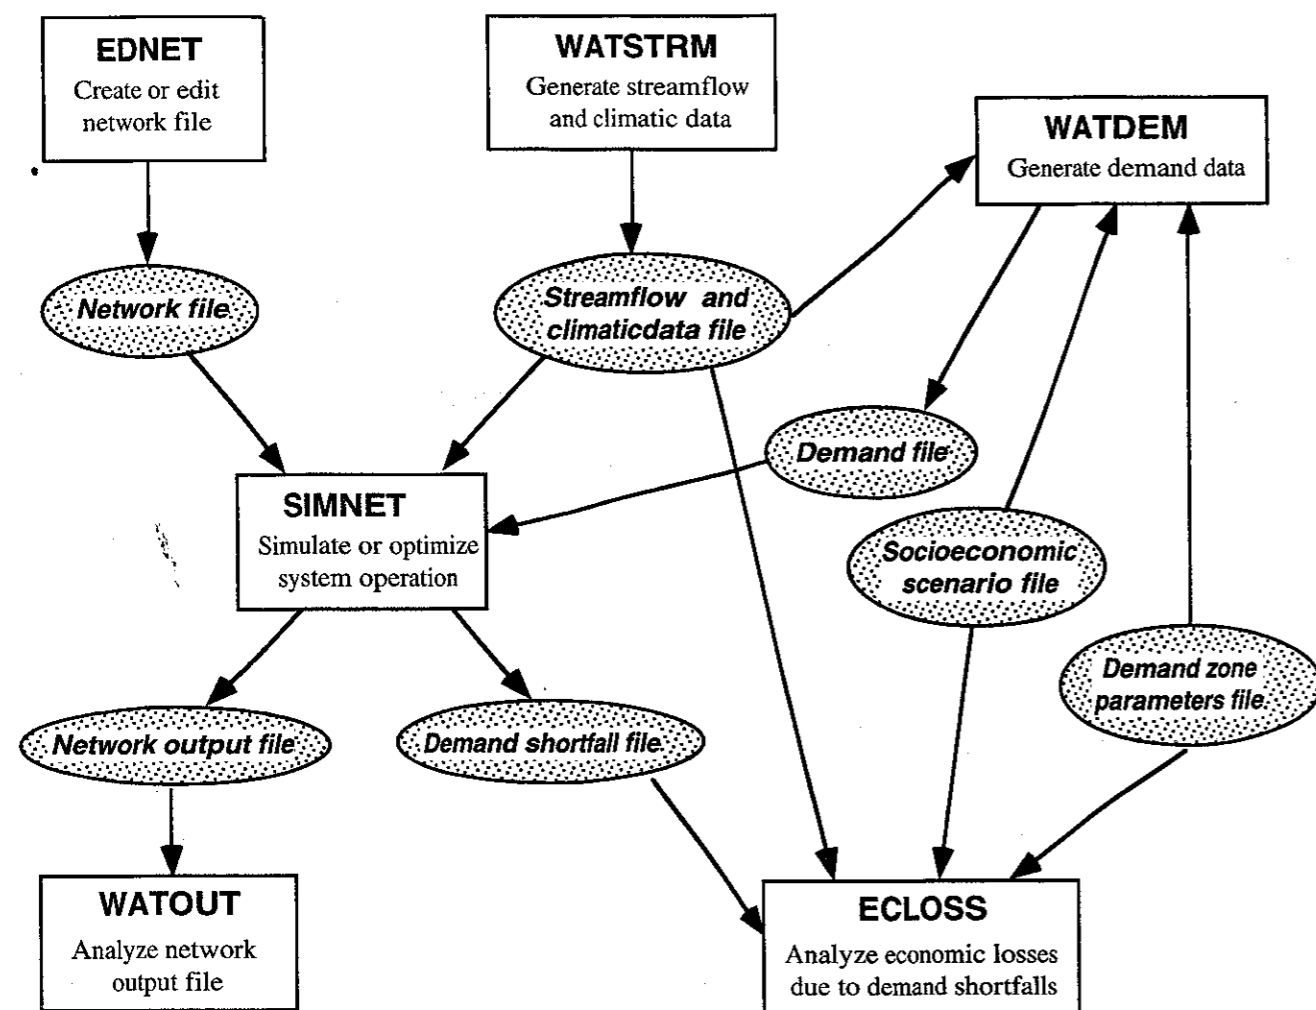 EDNET
Create or edit
network file
WATSTRM
Generate streamflow
and climatic data
WATDEM
Generate demand data
Network file
Streamflow and
climaticdata file
Demand file
SIMNET
Simulate or optimize
system operation
Socioeconomic
scenario file
Demand zone
parameters file.
Network output file
Demand shortfall file.
WATOUT
Analyze network
output file
ECLOSS
Analyze economic losses
due to demand shortfalls